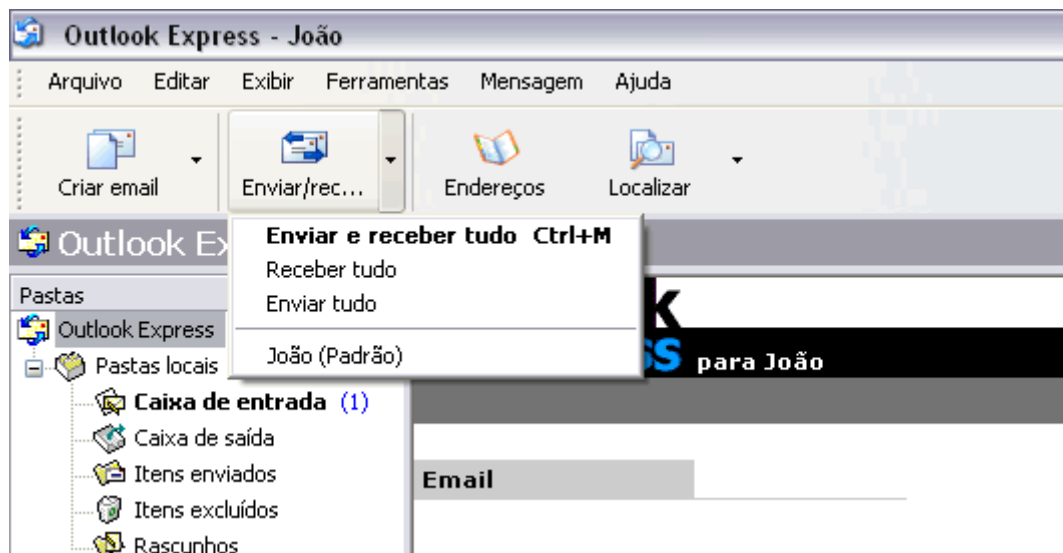 Outlook Express - João
Arquivo Editar Exibir Ferramentas Mensagem Ajuda
Criar email Enviar/rec... Endereços Localizar
Outlook Ex
Enviar e receber tudo Ctrl+M
Receber tudo
Enviar tudo
João (Padrão)
Pastas
Outlook Express
Pastas locais
Caixa de entrada (1)
Caixa de saída
Itens enviados
Itens excluídos
Rascunhos
para João
Email